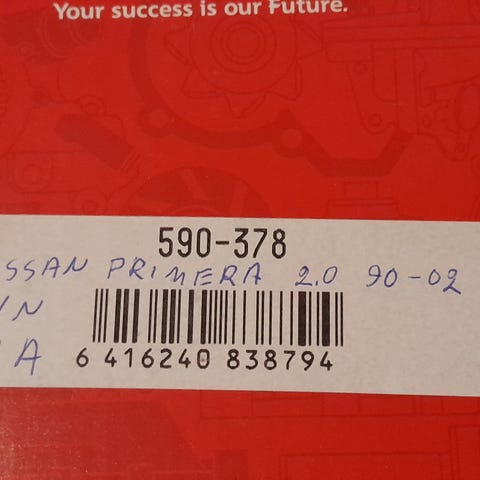 Your success is our Future.
590-378
SSAN PRIMERA 2.0 90-02
N
A
6 416240 838794